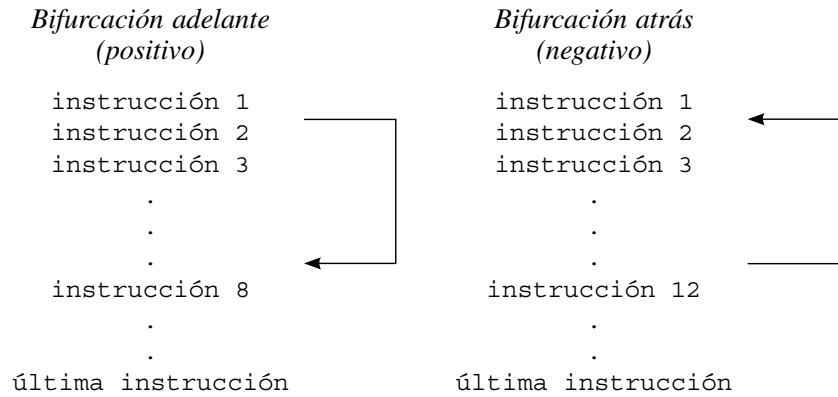 Bifurcación adelante
(positivo)
instrucción 1
instrucción 2
instrucción 3
.
.
.
instrucción 8
.
.
última instrucción
Bifurcación atrás
(negativo)
instrucción 1
instrucción 2
instrucción 3
.
.
.
instrucción 12
.
.
última instrucción